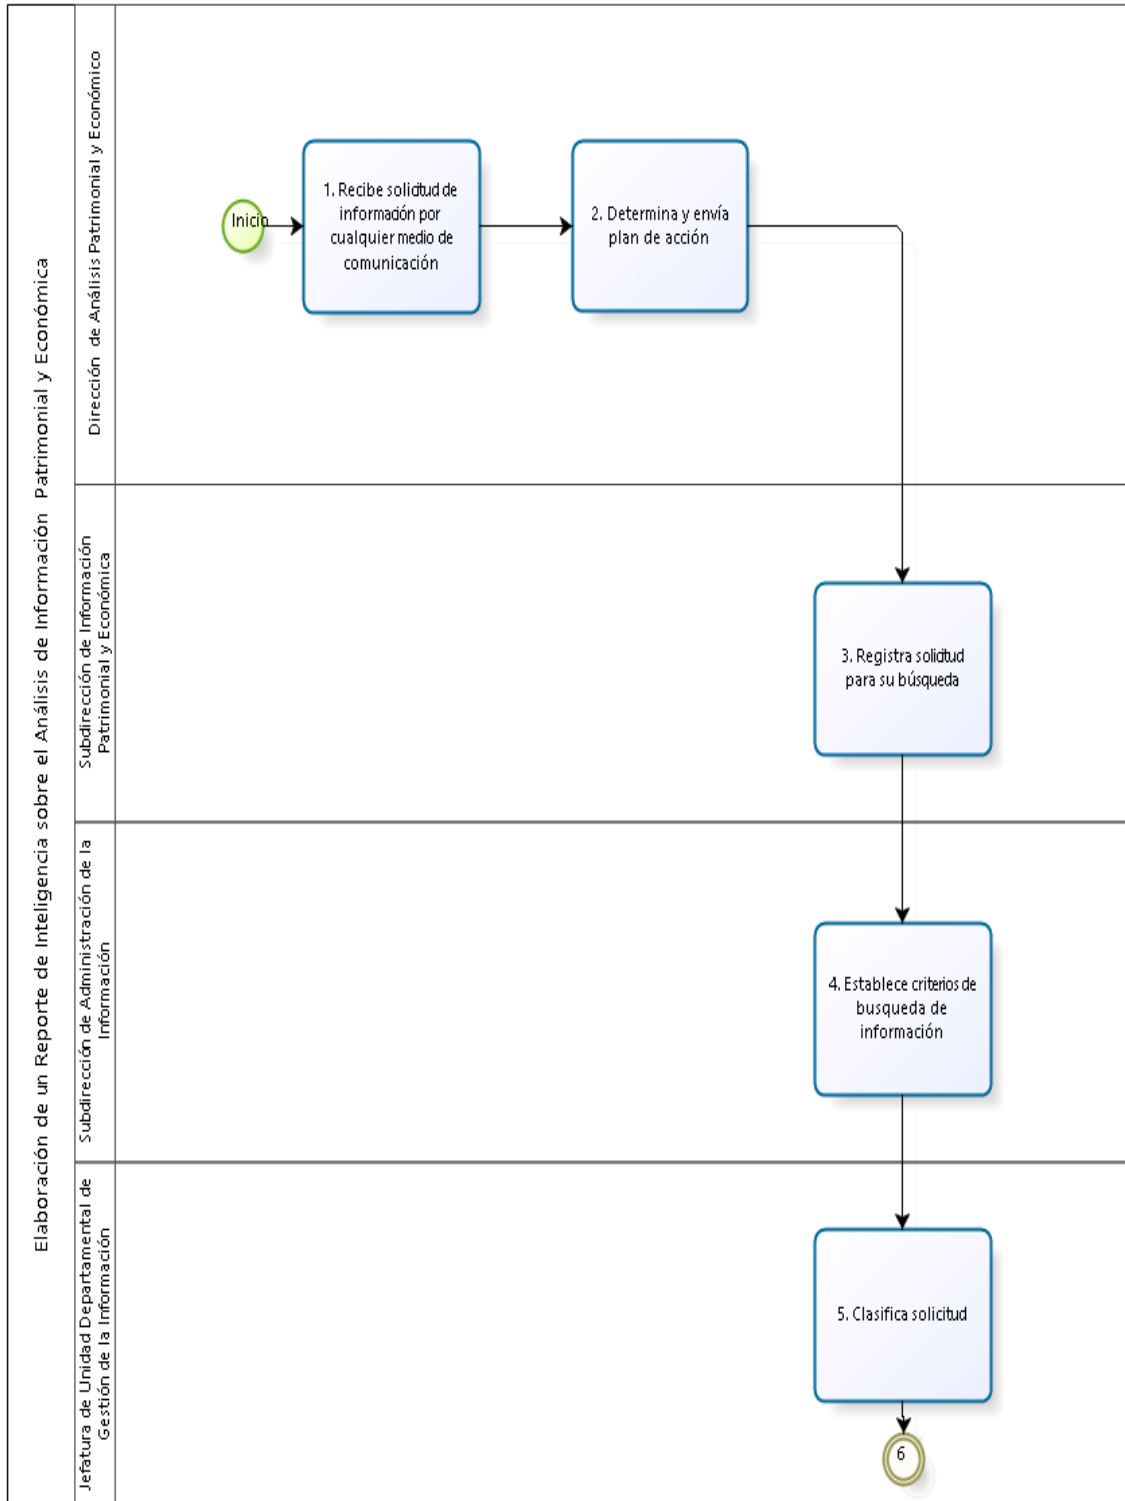 Elaboración de un Reporte de Inteligencia sobre el Análisis de Información Patrimonial y Económica
Dirección de Análisis Patrimonial y Económico
Inicio
1. Recibe solicitud de
información por
cualquier medio de
comunicación
2. Determina y envía
plan de acción
Subdirección de Información
Patrimonial y Económica
3. Registra solicitud
para su búsqueda
Subdirección de Administración de la
Información
4. Establece criterios de
busqueda de
información
Jefatura de Unidad Departamental de
Gestión de la Información
5. Clasifica solicitud
6